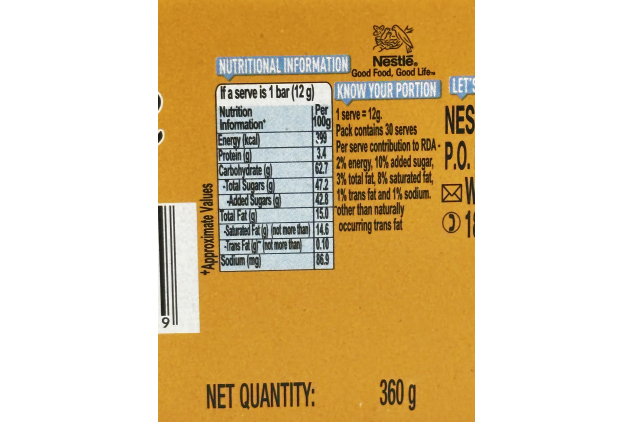 Nestlé®
Good Food, Good Life™
NUTRITIONAL INFORMATION
If a serve is 1 bar (12 g)
Nutrition Information+ Per 100g
Energy (kcal) 399
Protein (g) 3.4
Carbohydrate (g) 62.7
-Total Sugars (g) 47.2
-Added Sugars (g) 42.8
Total Fat (g) 15.0
-Saturated Fat (g) (not more than) 14.6
-Trans Fat (g)** (not more than) 0.10
Sodium (mg) 86.9
+Approximate Values
KNOW YOUR PORTION
1 serve = 12g.
Pack contains 30 serves
Per serve contribution to RDA -
2% energy, 10% added sugar,
3% total fat, 8% saturated fat,
1% trans fat and 1% sodium.
**other than naturally
occurring trans fat
LET'S
NES
P.O.
W
18
9
NET QUANTITY: 360 g